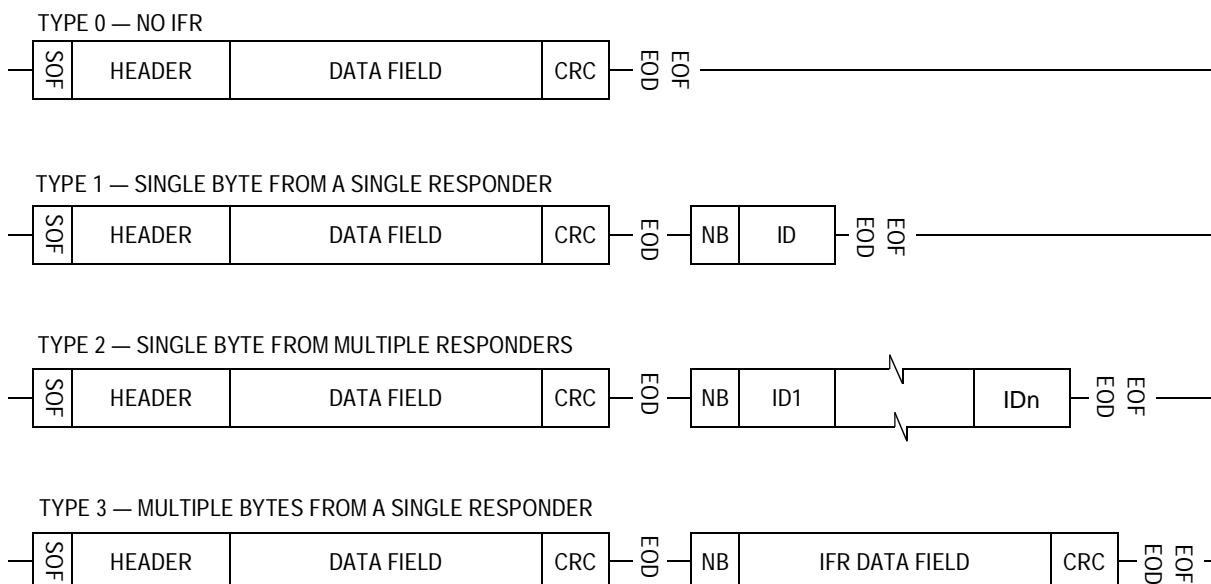 TYPE 0 — NO IFR
SOF HEADER DATA FIELD CRC EOD EOF
TYPE 1 — SINGLE BYTE FROM A SINGLE RESPONDER
SOF HEADER DATA FIELD CRC EOD NB ID EOD EOF
TYPE 2 — SINGLE BYTE FROM MULTIPLE RESPONDERS
SOF HEADER DATA FIELD CRC EOD NB ID1 IDn EOD EOF
TYPE 3 — MULTIPLE BYTES FROM A SINGLE RESPONDER
SOF HEADER DATA FIELD CRC EOD NB IFR DATA FIELD CRC EOD EOF